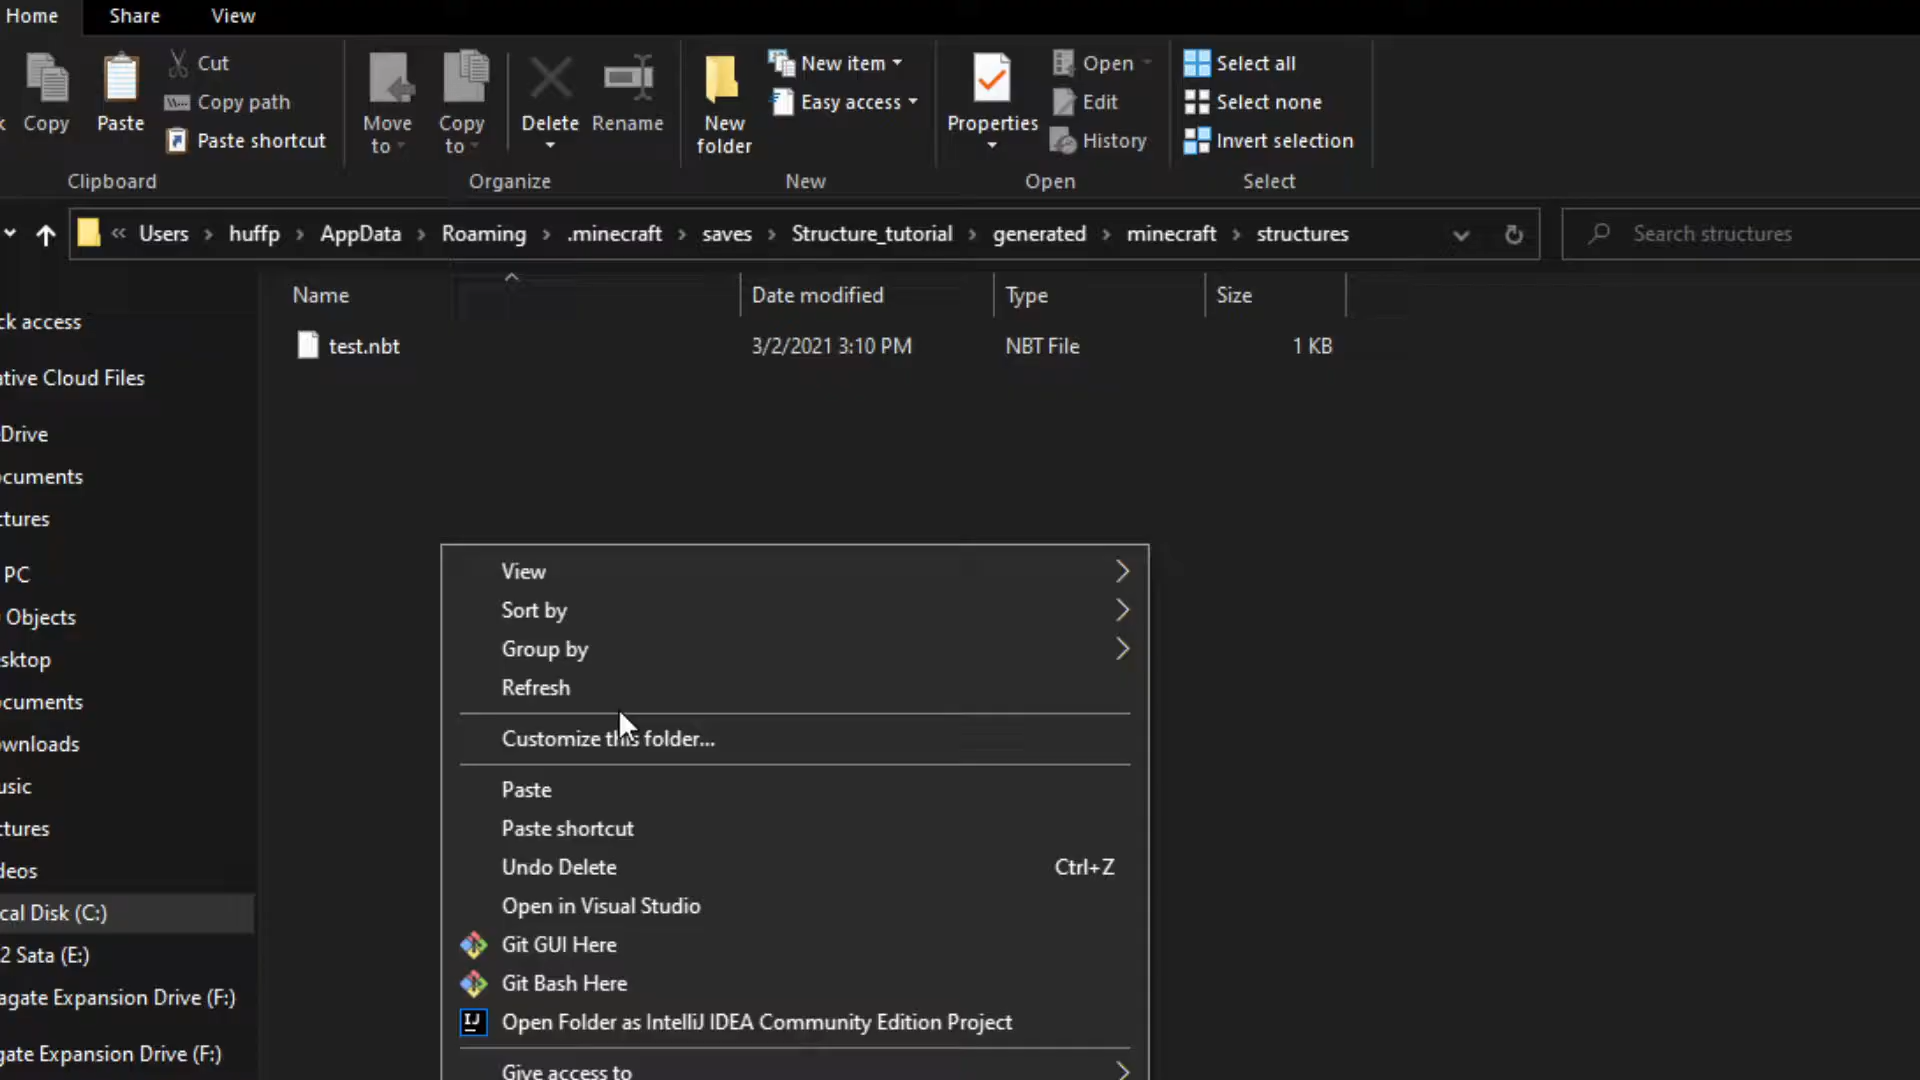 Home Share View
Copy
Paste
Cut
Copy path
Paste shortcut
Clipboard
Move to
Copy to
Delete
Rename
Organize
New folder
New item
Easy access
New
Properties
Open
Edit
History
Open
Select all
Select none
Invert selection
Select
« Users > huffp > AppData > Roaming > .minecraft > saves > Structure_tutorial > generated > minecraft > structures
Search structures
Name Date modified Type Size
test.nbt 3/2/2021 3:10 PM NBT File 1 KB
ck access
ative Cloud Files
Drive
ocuments
ctures
PC
Objects
sktop
ocuments
ownloads
usic
ctures
deos
cal Disk (C:)
2 Sata (E:)
agate Expansion Drive (F:)
gate Expansion Drive (F:)
View
Sort by
Group by
Refresh
Customize this folder...
Paste
Paste shortcut
Undo Delete Ctrl+Z
Open in Visual Studio
Git GUI Here
Git Bash Here
IJ Open Folder as IntelliJ IDEA Community Edition Project
Give access to